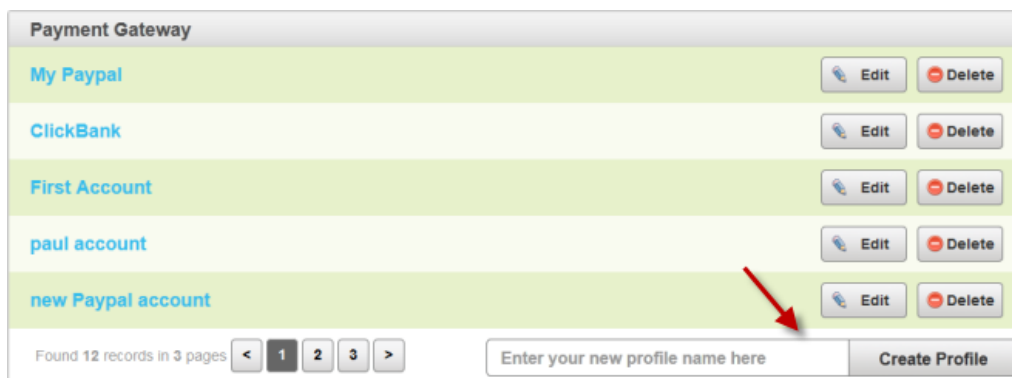 Payment Gateway
My Paypal Edit Delete
ClickBank Edit Delete
First Account Edit Delete
paul account Edit Delete
new Paypal account Edit Delete
Found 12 records in 3 pages < 1 2 3 > Enter your new profile name here Create Profile